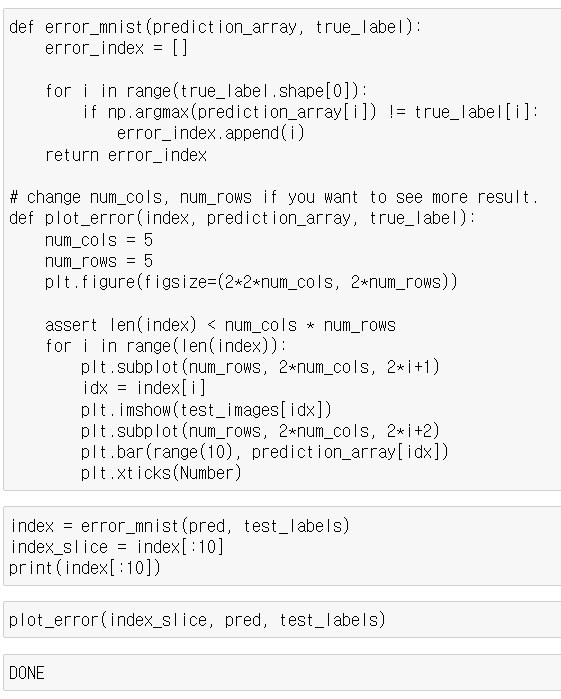 def error_mnist(prediction_array, true_label):
    error_index = []

    for i in range(true_label.shape[0]):
        if np.argmax(prediction_array[i]) != true_label[i]:
            error_index.append(i)
    return error_index

# change num_cols, num_rows if you want to see more result.
def plot_error(index, prediction_array, true_label):
    num_cols = 5
    num_rows = 5
    plt.figure(figsize=(2*2*num_cols, 2*num_rows))

    assert len(index) < num_cols * num_rows
    for i in range(len(index)):
        plt.subplot(num_rows, 2*num_cols, 2*i+1)
        idx = index[i]
        plt.imshow(test_images[idx])
        plt.subplot(num_rows, 2*num_cols, 2*i+2)
        plt.bar(range(10), prediction_array[idx])
        plt.xticks(Number)

index = error_mnist(pred, test_labels)
index_slice = index[:10]
print(index[:10])

plot_error(index_slice, pred, test_labels)

DONE